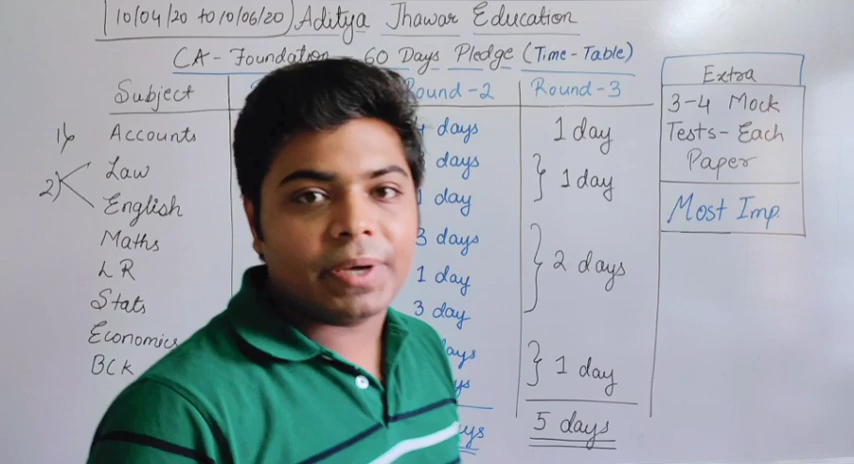 10/04/20 to 10/06/20) Aditya Jhawar Education
CA- Foundation 60 Days Pledge (Time-Table)
Subject Round-2 Round-3
1) Accounts days 1 day
2) Law days } 1 day
English 1 day
Maths 3 days } 2 days
LR 1 day
Stats 3 day
Economics
BCK } 1 day
5 days
Extra
3-4 Mock
Tests- Each
Paper
Most Imp.